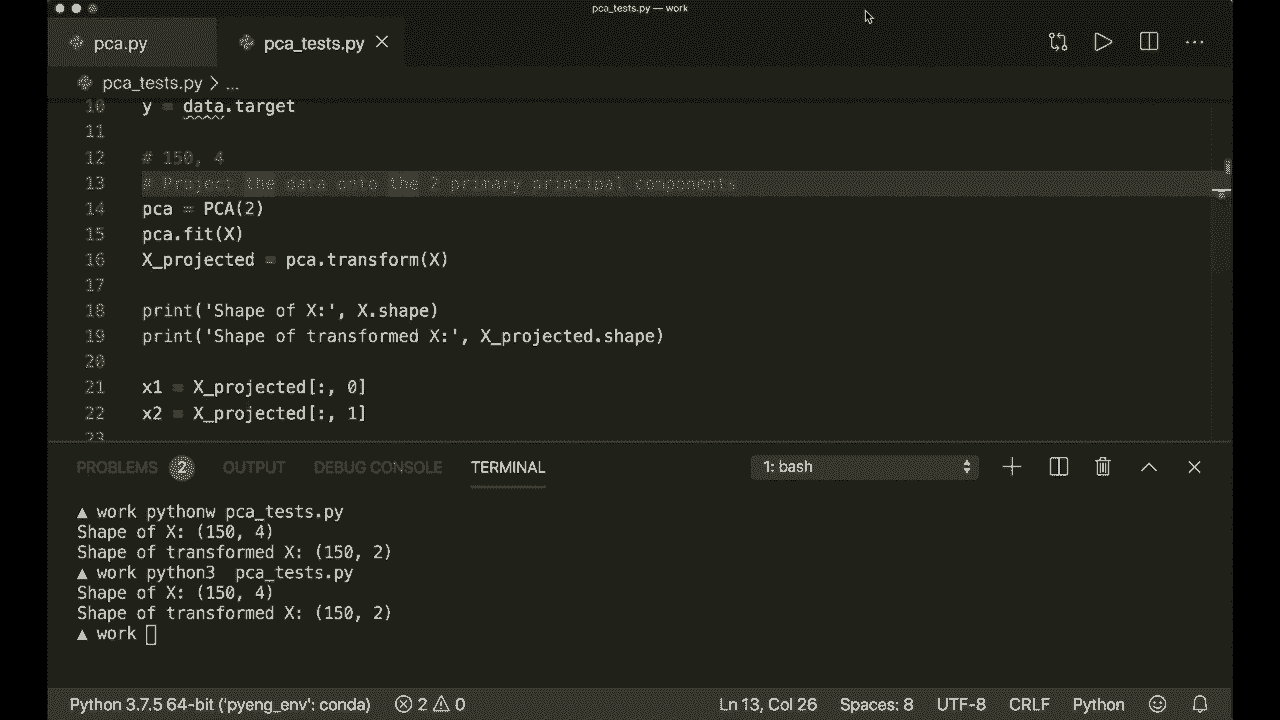 pca_tests.py — work
pca.py
pca_tests.py
pca_tests.py > ...
10 y = data.target
11
12 # 150, 4
13 # Project the data onto the 2 primary principal components
14 pca = PCA(2)
15 pca.fit(X)
16 X_projected = pca.transform(X)
17
18 print('Shape of X:', X.shape)
19 print('Shape of transformed X:', X_projected.shape)
20
21 x1 = X_projected[:, 0]
22 x2 = X_projected[:, 1]
23
PROBLEMS 2 OUTPUT DEBUG CONSOLE TERMINAL 1: bash
▲ work pythonw pca_tests.py
Shape of X: (150, 4)
Shape of transformed X: (150, 2)
▲ work python3  pca_tests.py
Shape of X: (150, 4)
Shape of transformed X: (150, 2)
▲ work
Python 3.7.5 64-bit ('pyeng_env': conda) 2 0 Ln 13, Col 26 Spaces: 8 UTF-8 CRLF Python